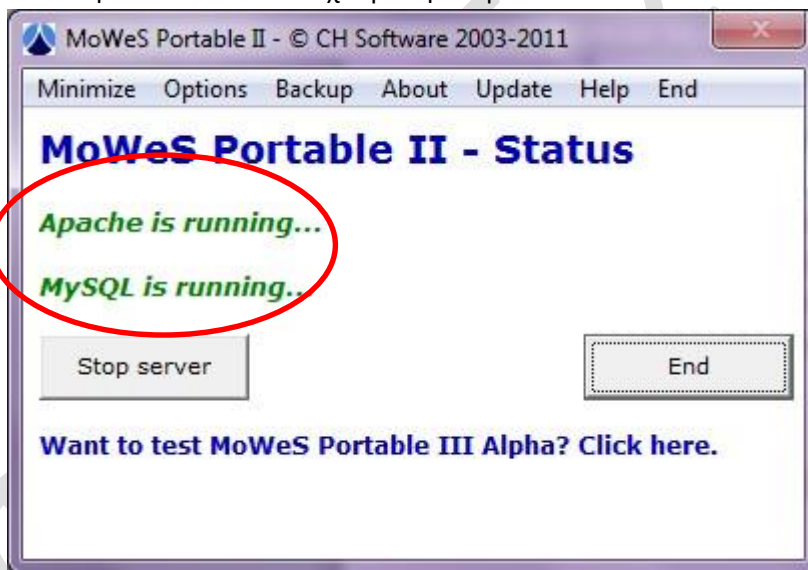 MoWeS Portable II - © CH Software 2003-2011
Minimize Options Backup About Update Help End
MoWeS Portable II - Status
Apache is running...
MySQL is running...
Stop server
End
Want to test MoWeS Portable III Alpha? Click here.